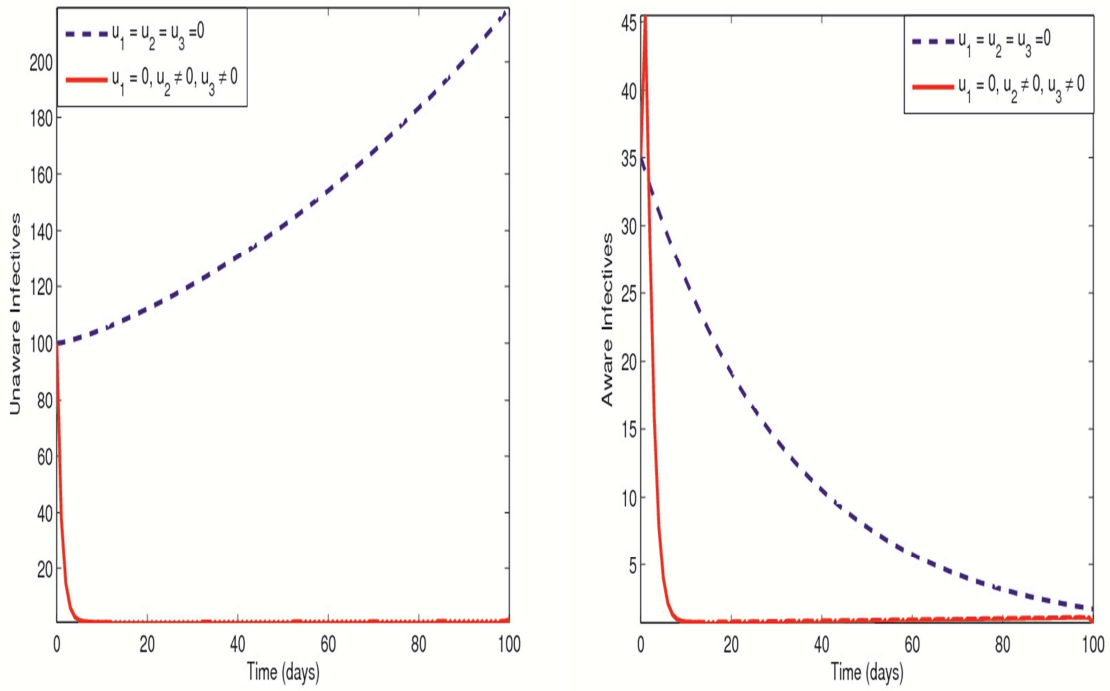 u1 = u2 = u3 =0
u1 = 0, u2 ≠ 0, u3 ≠ 0
200
180
160
140
120
100
80
60
40
20
0 20 40 60 80 100
Time (days)
Unaware Infectives
u1 = u2 = u3 =0
u1 = 0, u2 ≠ 0, u3 ≠ 0
45
40
35
30
25
20
15
10
5
0 20 40 60 80 100
Time (days)
Aware Infectives